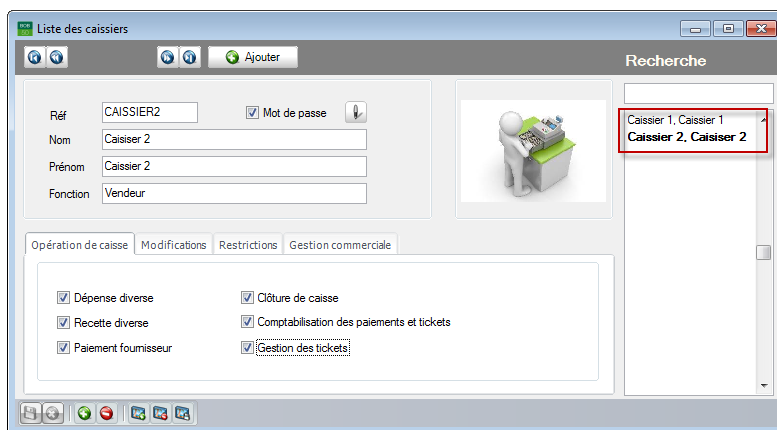 BOB
50
Liste des caissiers
Ajouter
Recherche
Réf
CAISSIER2
Mot de passe
Nom
Caisiser 2
Prénom
Caissier 2
Fonction
Vendeur
Caissier 1, Caissier 1
Caissier 2, Caisiser 2
Opération de caisse
Modifications
Restrictions
Gestion commerciale
Dépense diverse
Clôture de caisse
Recette diverse
Comptabilisation des paiements et tickets
Paiement fournisseur
Gestion des tickets